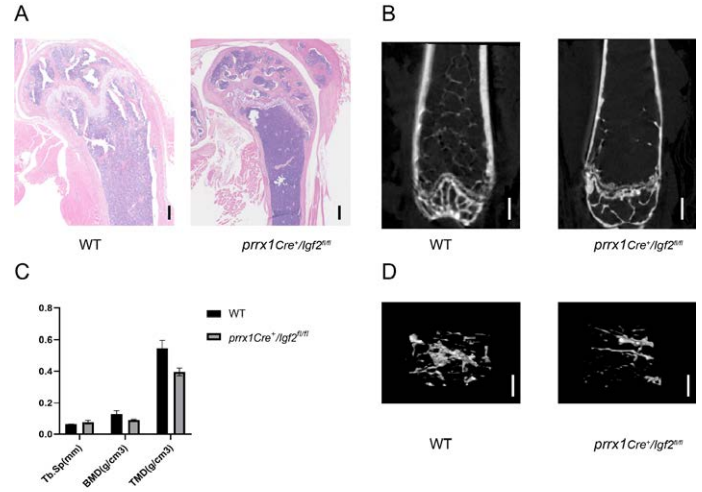 A
B
WT
prrx1Cre⁺/Igf2fl/fl
WT
prrx1Cre⁺/Igf2fl/fl
C
D
0.8
0.6
0.4
0.2
0.0
WT
prrx1Cre⁺/Igf2fl/fl
Tb.Sp(mm)
BMD(g/cm3)
TMD(g/cm3)
WT
prrx1Cre⁺/Igf2fl/fl